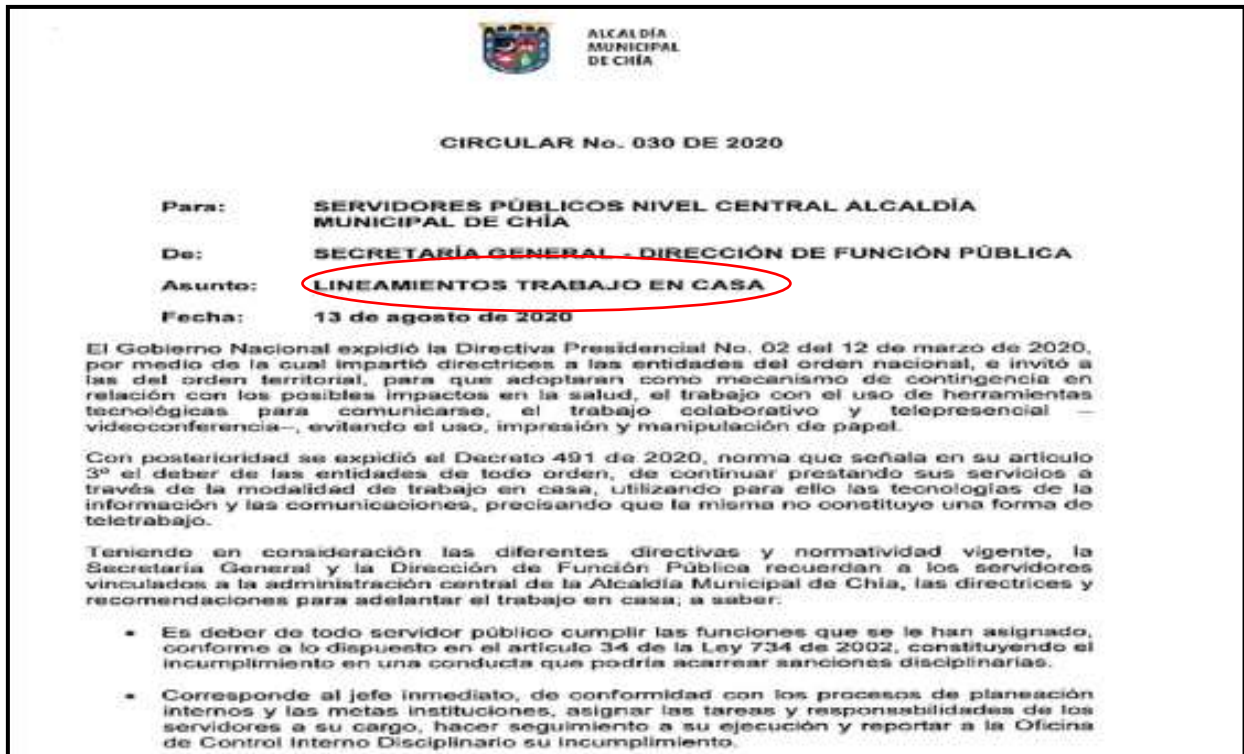 ALCALDÍA
MUNICIPAL
DE CHÍA
CIRCULAR No. 030 DE 2020
Para: SERVIDORES PÚBLICOS NIVEL CENTRAL ALCALDÍA
MUNICIPAL DE CHÍA
De: SECRETARÍA GENERAL - DIRECCIÓN DE FUNCIÓN PÚBLICA
Asunto: LINEAMIENTOS TRABAJO EN CASA
Fecha: 13 de agosto de 2020
El Gobierno Nacional expidió la Directiva Presidencial No. 02 del 12 de marzo de 2020,
por medio de la cual impartió directrices a las entidades del orden nacional, e invitó a
las del orden territorial, para que adoptaran como mecanismo de contingencia en
relación con los posibles impactos en la salud, el trabajo con el uso de herramientas
tecnológicas para comunicarse, el trabajo colaborativo y telepresencial –
videoconferencia–, evitando el uso, impresión y manipulación de papel.
Con posterioridad se expidió el Decreto 491 de 2020, norma que señala en su artículo
3º el deber de las entidades de todo orden, de continuar prestando sus servicios a
través de la modalidad de trabajo en casa, utilizando para ello las tecnologías de la
información y las comunicaciones, precisando que la misma no constituye una forma de
teletrabajo.
Teniendo en consideración las diferentes directivas y normatividad vigente, la
Secretaría General y la Dirección de Función Pública recuerdan a los servidores
vinculados a la administración central de la Alcaldía Municipal de Chía, las directrices y
recomendaciones para adelantar el trabajo en casa; a saber:
• Es deber de todo servidor público cumplir las funciones que se le han asignado,
conforme a lo dispuesto en el artículo 34 de la Ley 734 de 2002, constituyendo el
incumplimiento en una conducta que podría acarrear sanciones disciplinarias.
• Corresponde al jefe inmediato, de conformidad con los procesos de planeación
internos y las metas instituciones, asignar las tareas y responsabilidades de los
servidores a su cargo, hacer seguimiento a su ejecución y reportar a la Oficina
de Control Interno Disciplinario su incumplimiento.